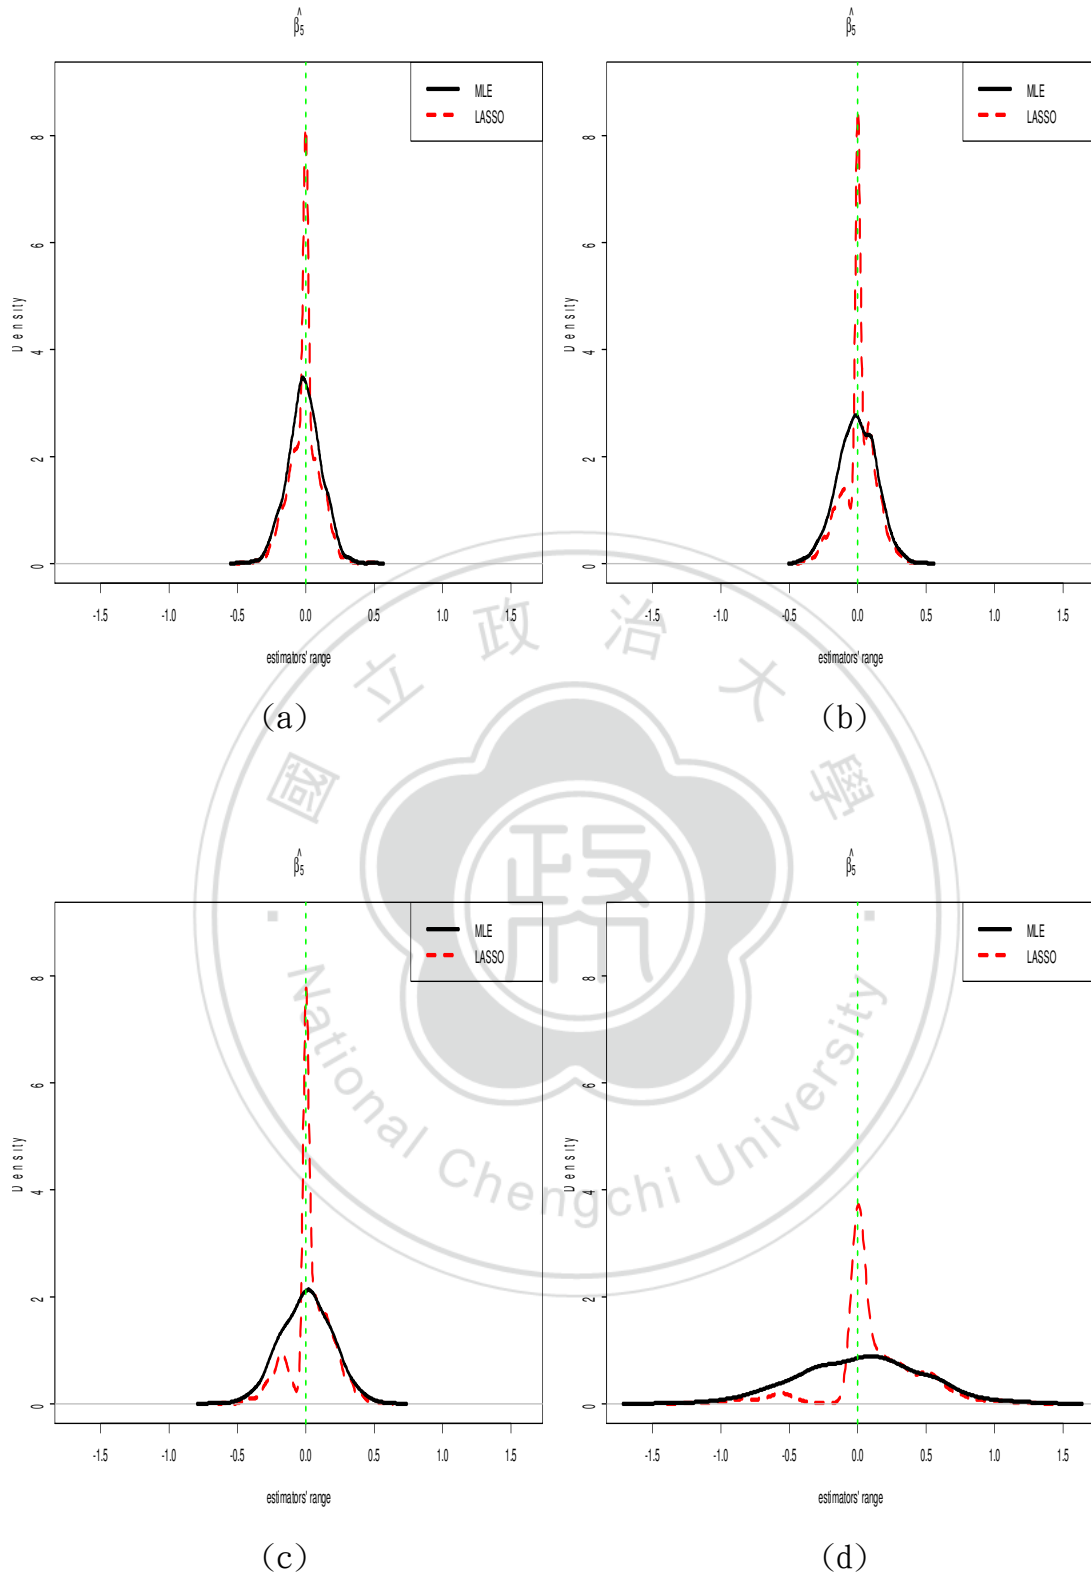 β̂5
MLE
LASSO
8
6
4
2
0
Density
-1.5 -1.0 -0.5 0.0 0.5 1.0 1.5
estimators' range
(a)
β̂5
MLE
LASSO
8
6
4
2
0
Density
-1.5 -1.0 -0.5 0.0 0.5 1.0 1.5
estimators' range
(b)
β̂5
MLE
LASSO
8
6
4
2
0
Density
-1.5 -1.0 -0.5 0.0 0.5 1.0 1.5
estimators' range
(c)
β̂5
MLE
LASSO
8
6
4
2
0
Density
-1.5 -1.0 -0.5 0.0 0.5 1.0 1.5
estimators' range
(d)
國立政治大學
政
National Chengchi University